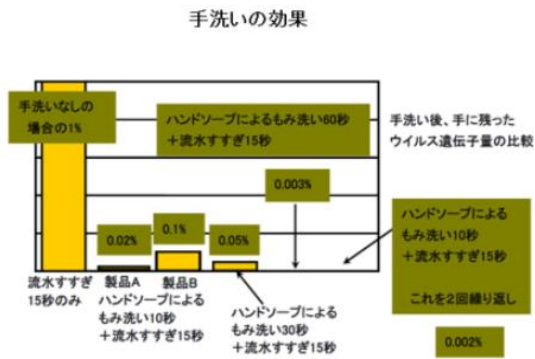 手洗いの効果
手洗いなしの
場合の1%
ハンドソープによるもみ洗い60秒
＋流水すすぎ15秒
手洗い後、手に残った
ウイルス遺伝子量の比較
0.003%
ハンドソープによる
もみ洗い10秒
＋流水すすぎ15秒
これを２回繰り返し
0.02%
0.1%
0.05%
流水すすぎ
15秒のみ
製品A
製品B
ハンドソープによる
もみ洗い10秒
＋流水すすぎ15秒
ハンドソープによる
もみ洗い30秒
＋流水すすぎ15秒
0.002%